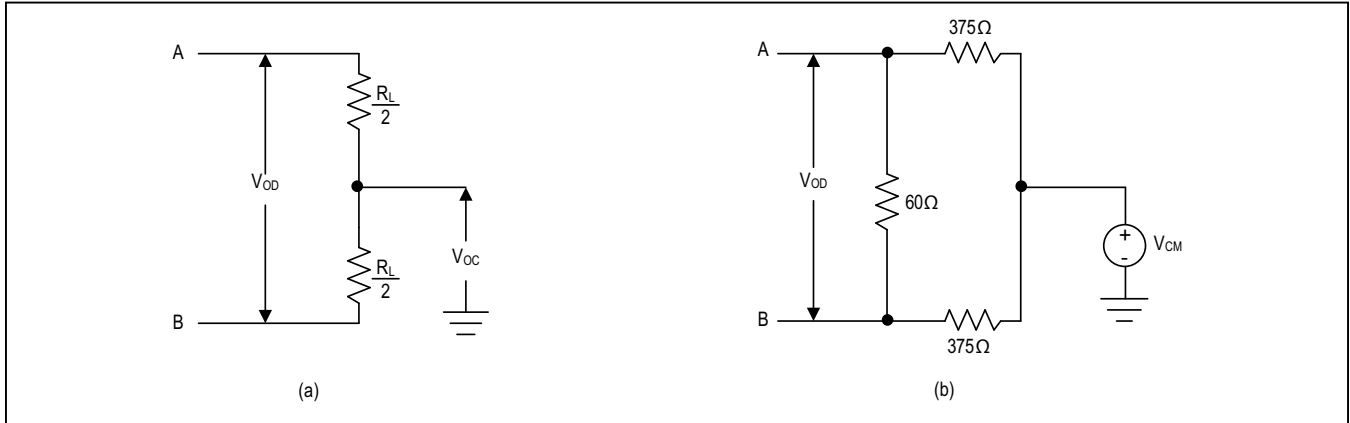 A
R_L
2
V_OD
R_L
2
V_OC
B
(a)
375Ω
A
V_OD
60Ω
+
-
V_CM
B
375Ω
(b)